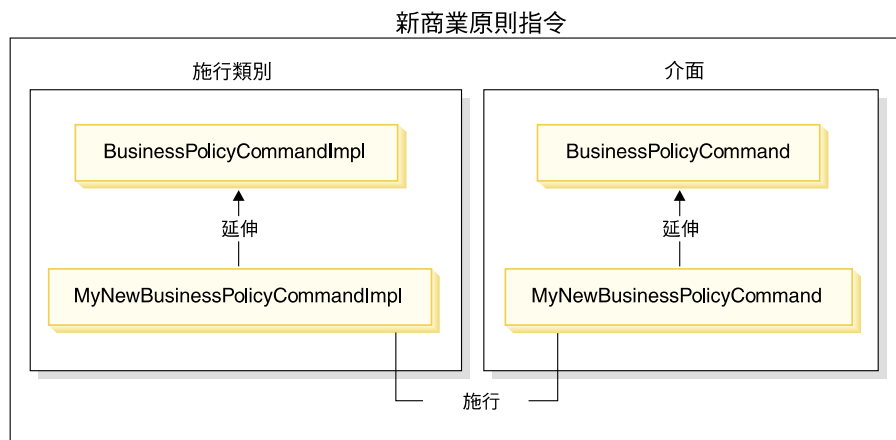 新商業原則指令
施行類別
介面
BusinessPolicyCommandImpl
BusinessPolicyCommand
延伸
延伸
MyNewBusinessPolicyCommandImpl
MyNewBusinessPolicyCommand
施行